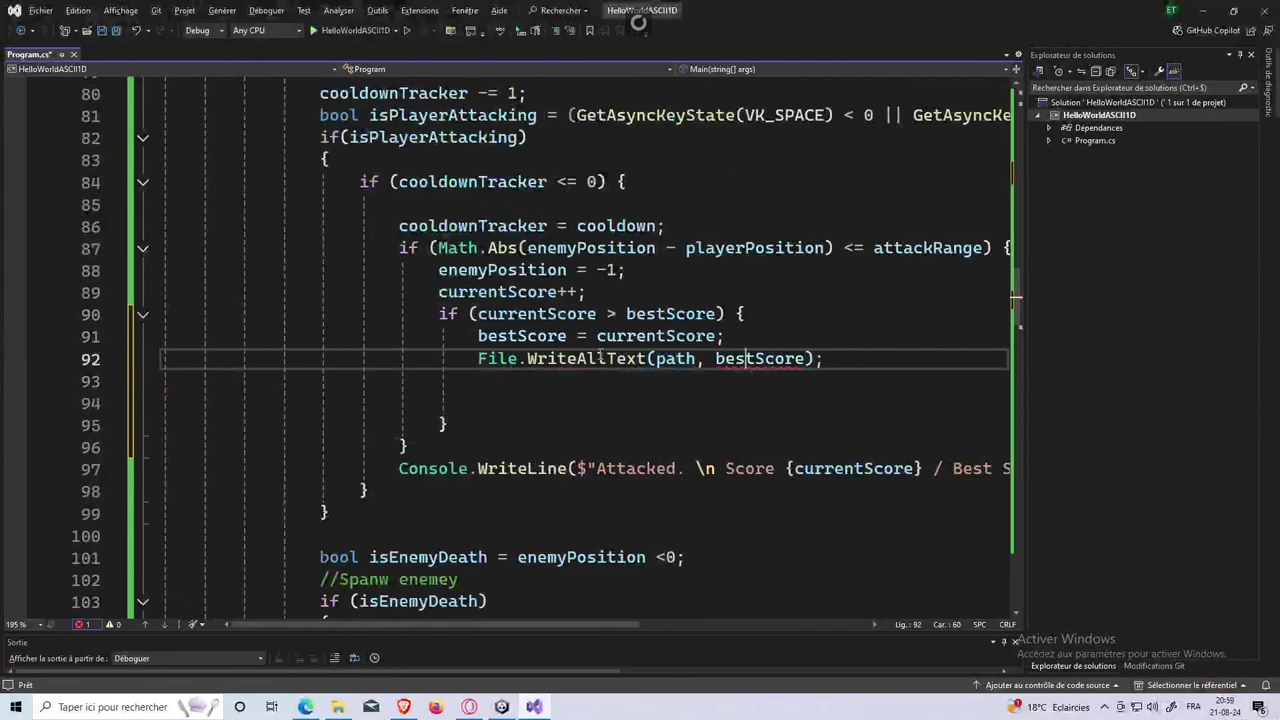 Fichier Edition Affichage Git Projet Générer Déboguer Test Analyser Outils Extensions Fenêtre Aide Rechercher HelloWorldASCII1D ET
Debug Any CPU HelloWorldASCII1D GitHub Copilot
Program.cs* Explorateur de solutions
HelloWorldASCII1D Program Main(string[] args)
Rechercher dans Explorateur de solutions (Ctrl+$)
Solution 'HelloWorldASCII1D ' (' 1 sur 1 de projet)
HelloWorldASCII1D
Dépendances
Program.cs
Outils de diagnostic
80 cooldownTracker -= 1;
81 bool isPlayerAttacking = (GetAsyncKeyState(VK_SPACE) < 0 || GetAsyncKe
82 if(isPlayerAttacking)
83 {
84 if (cooldownTracker <= 0) {
85
86 cooldownTracker = cooldown;
87 if (Math.Abs(enemyPosition - playerPosition) <= attackRange) {
88 enemyPosition = -1;
89 currentScore++;
90 if (currentScore > bestScore) {
91 bestScore = currentScore;
92 File.WriteAllText(path, bestScore);
93
94
95 }
96 }
97 Console.WriteLine($"Attacked. \n Score {currentScore} / Best S
98 }
99 }
100
101 bool isEnemyDeath = enemyPosition <0;
102 //Spanw enemey
103 if (isEnemyDeath)
195 % 1 0 Lig. : 92 Car. : 60 SPC CRLF
Sortie
Afficher la sortie à partir de : Déboguer
Activer Windows
Accédez aux paramètres pour activer Windows.
Explorateur de solutions Modifications Git
Prêt Ajouter au contrôle de code source Sélectionner le référentiel
Taper ici pour rechercher 18°C Eclaircies FRA 20:59
21-08-24